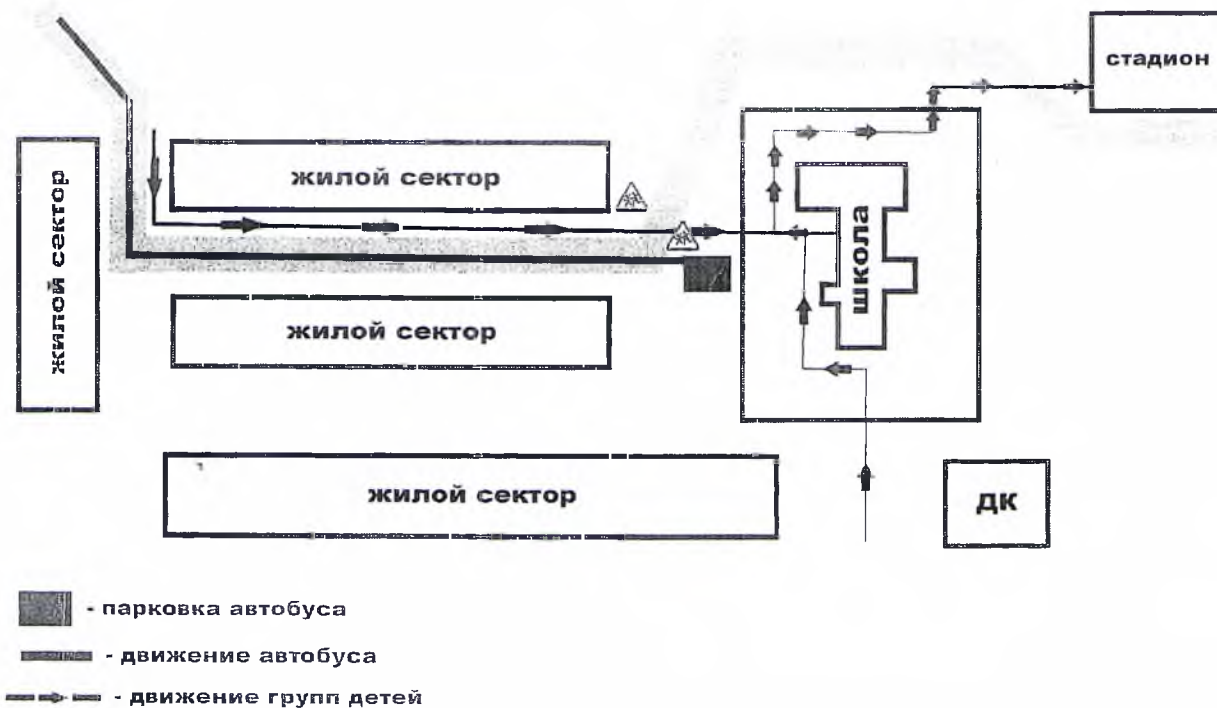 стадион
жилой сектор
жилой сектор
школа
жилой сектор
жилой сектор
ДК
- парковка автобуса
- движение автобуса
- движение групп детей